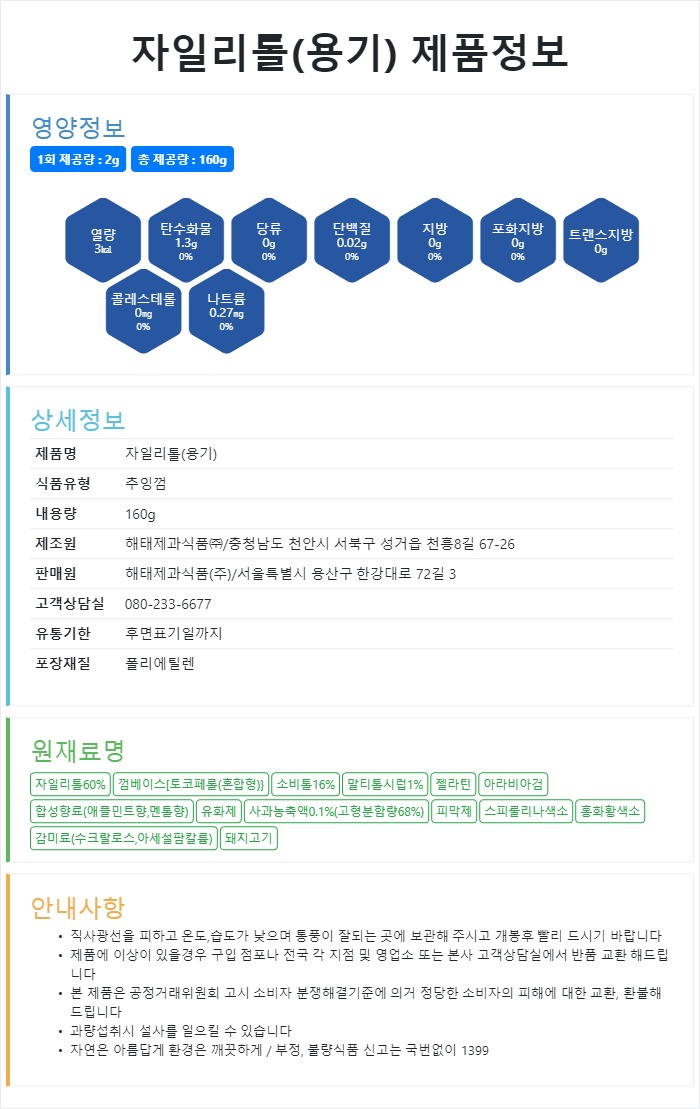 자일리톨(용기) 제품정보
영양정보
1회 제공량 : 2g 총 제공량 : 160g
열량 탄수화물 당류 단백질 지방 포화지방 트랜스지방
3㎉ 1.3g 0g 0.02g 0g 0g 0g
0% 0% 0% 0% 0%
콜레스테롤 나트륨
0㎎ 0.27㎎
0% 0%
상세정보
제품명 자일리톨(용기)
식품유형 추잉껌
내용량 160g
제조원 해태제과식품㈜/충청남도 천안시 서북구 성거읍 천흥8길 67-26
판매원 해태제과식품(주)/서울특별시 용산구 한강대로 72길 3
고객상담실 080-233-6677
유통기한 후면표기일까지
포장재질 폴리에틸렌
원재료명
자일리톨60% 껌베이스[토코페롤(혼합형)} 소비톨16% 말티톨시럽1% 젤라틴 아라비아검
합성향료(애플민트향,멘톨향) 유화제 사과농축액0.1%(고형분함량68%) 피막제 스피룰리나색소 홍화황색소
감미료(수크랄로스,아세설팜칼륨) 돼지고기
안내사항
• 직사광선을 피하고 온도,습도가 낮으며 통풍이 잘되는 곳에 보관해 주시고 개봉후 빨리 드시기 바랍니다
• 제품에 이상이 있을경우 구입 점포나 전국 각 지점 및 영업소 또는 본사 고객상담실에서 반품 교환 해드립
니다
• 본 제품은 공정거래위원회 고시 소비자 분쟁해결기준에 의거 정당한 소비자의 피해에 대한 교환, 환불해
드립니다
• 과량섭취시 설사를 일으킬 수 있습니다
• 자연은 아름답게 환경은 깨끗하게 / 부정, 불량식품 신고는 국번없이 1399